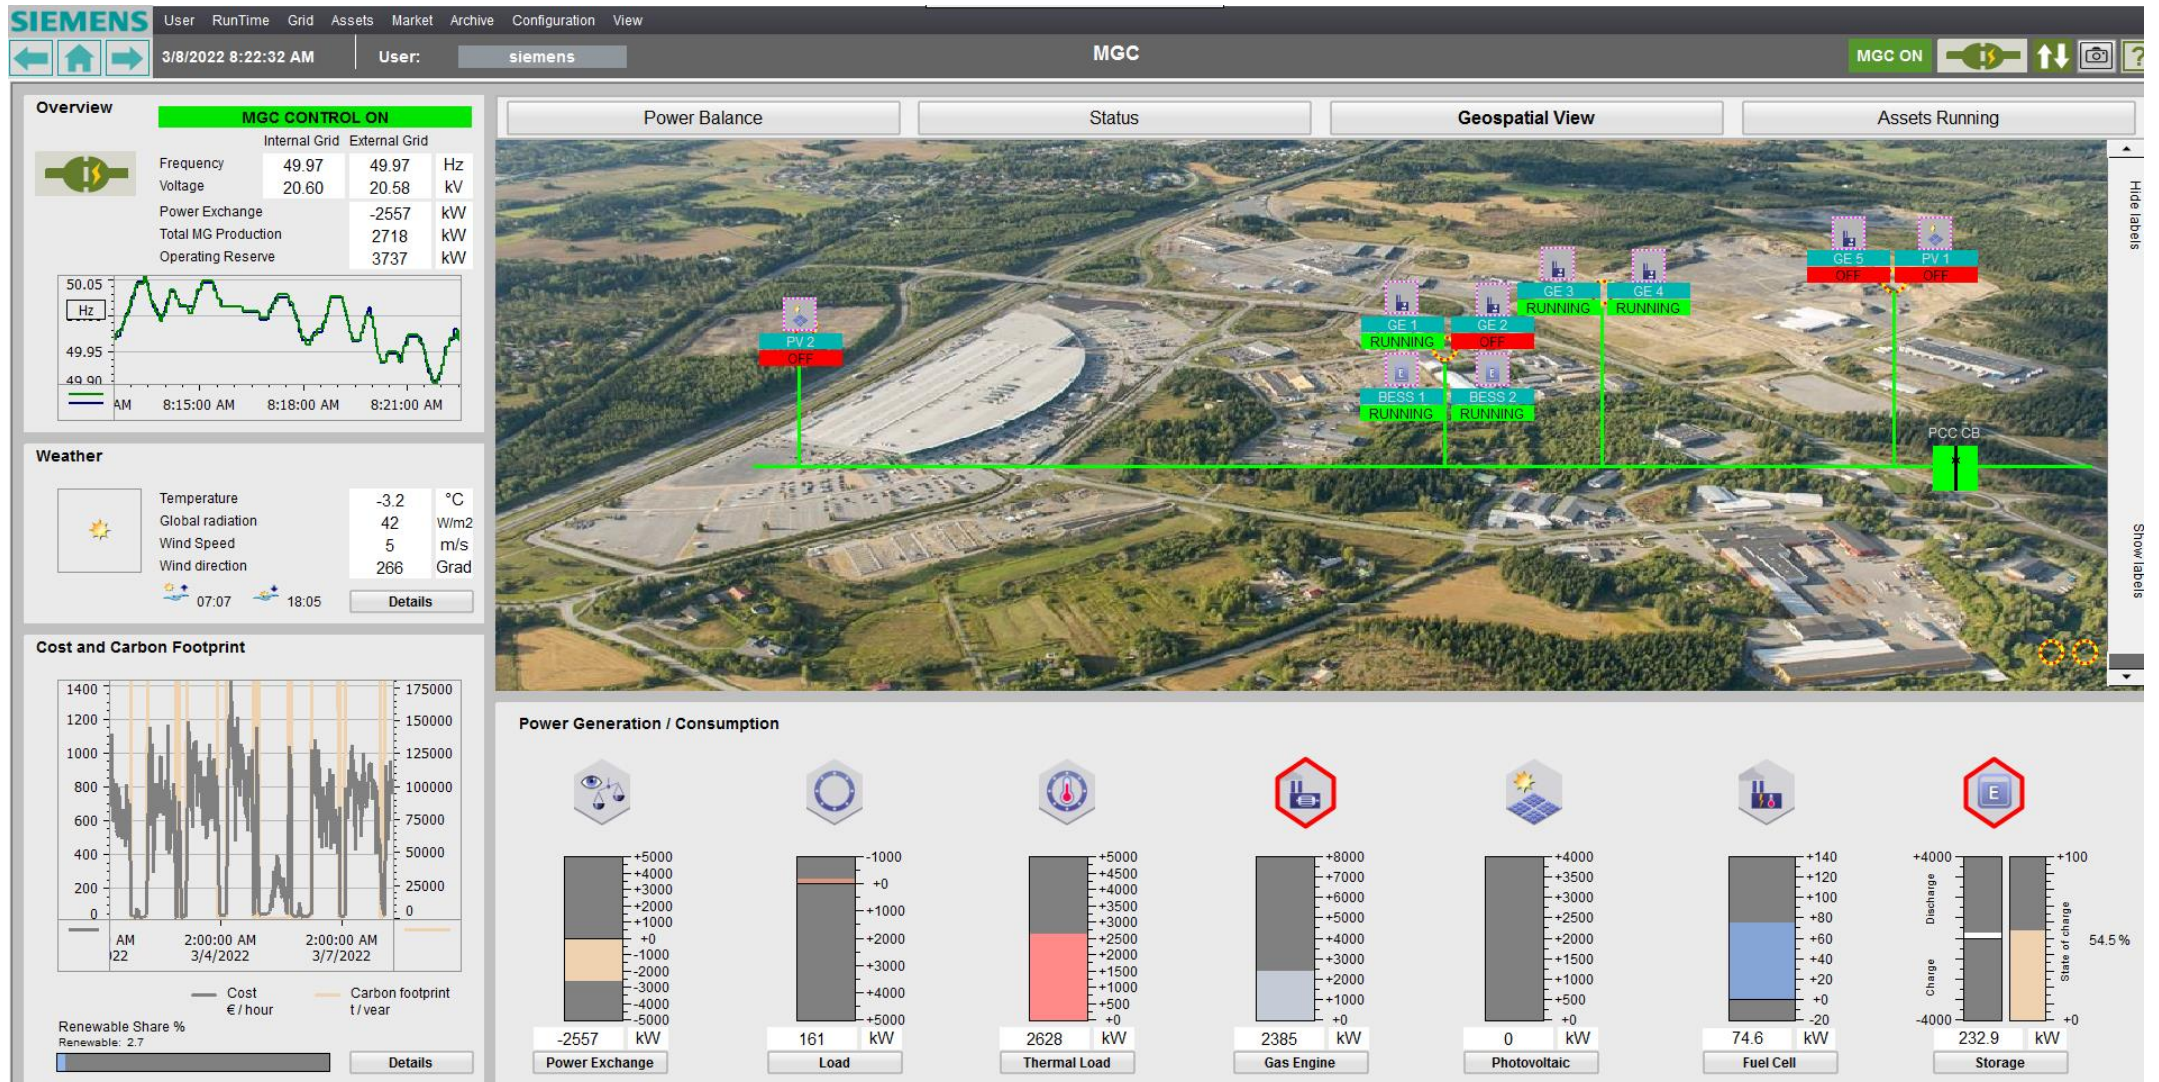 SIEMENS User RunTime Grid Assets Market Archive Configuration View
3/8/2022 8:22:32 AM User: siemens MGC MGC ON ?
Overview
MGC CONTROL ON
Internal Grid External Grid
Frequency 49.97 49.97 Hz
Voltage 20.60 20.58 kV
Power Exchange -2557 kW
Total MG Production 2718 kW
Operating Reserve 3737 kW
50.05
Hz
49.95
49.90
AM 8:15:00 AM 8:18:00 AM 8:21:00 AM
Weather
Temperature -3.2 °C
Global radiation 42 W/m2
Wind Speed 5 m/s
Wind direction 266 Grad
07:07 18:05 Details
Cost and Carbon Footprint
1400 175000
1200 150000
1000 125000
800 100000
600 75000
400 50000
200 25000
0 0
AM 2:00:00 AM 2:00:00 AM
22 3/4/2022 3/7/2022
Cost Carbon footprint
€ / hour t / year
Renewable Share %
Renewable: 2.7
Details
Power Balance Status Geospatial View Assets Running
Hide labels
Show labels
GE 5 PV 1
OFF OFF
GE 3 GE 4
RUNNING RUNNING
GE 1 GE 2
RUNNING OFF
PV 2
OFF
BESS 1 BESS 2
RUNNING RUNNING
PCC CB
E E
Power Generation / Consumption
E
+5000
+4000
+3000
+2000
+1000
+0
-1000
-2000
-3000
-4000
-5000
-2557 kW
Power Exchange
-1000
+0
+1000
+2000
+3000
+4000
+5000
161 kW
Load
+5000
+4500
+4000
+3500
+3000
+2500
+2000
+1500
+1000
+500
+0
2628 kW
Thermal Load
+8000
+7000
+6000
+5000
+4000
+3000
+2000
+1000
+0
2385 kW
Gas Engine
+4000
+3500
+3000
+2500
+2000
+1500
+1000
+500
+0
0 kW
Photovoltaic
+140
+120
+100
+80
+60
+40
+20
+0
-20
74.6 kW
Fuel Cell
+4000 +100
Discharge
Charge
State of charge
54.5 %
-4000 +0
232.9 kW
Storage